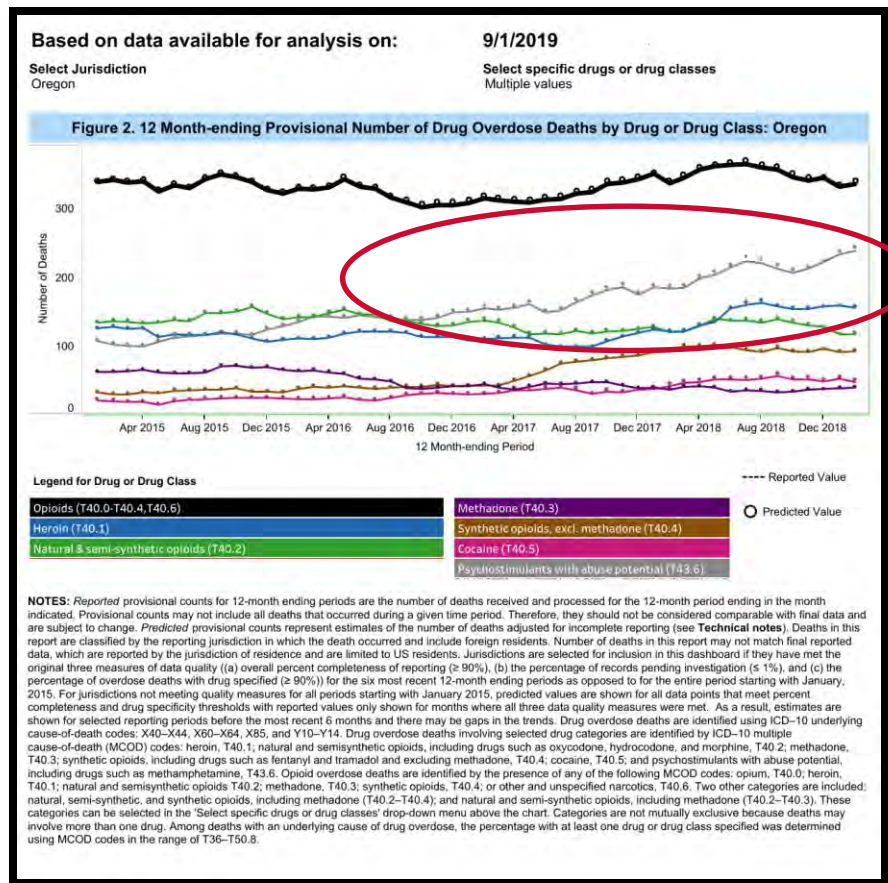 Based on data available for analysis on: 9/1/2019
Select Jurisdiction
Oregon
Select specific drugs or drug classes
Multiple values
Figure 2. 12 Month-ending Provisional Number of Drug Overdose Deaths by Drug or Drug Class: Oregon
Number of Deaths
300
200
100
0
Apr 2015 Aug 2015 Dec 2015 Apr 2016 Aug 2016 Dec 2016 Apr 2017 Aug 2017 Dec 2017 Apr 2018 Aug 2018 Dec 2018
12 Month-ending Period
Legend for Drug or Drug Class
Opioids (T40.0-T40.4,T40.6)
Heroin (T40.1)
Natural & semi-synthetic opioids (T40.2)
Methadone (T40.3)
Synthetic opioids, excl. methadone (T40.4)
Cocaine (T40.5)
Psychostimulants with abuse potential (T43.6)
---- Reported Value
Predicted Value
NOTES: Reported provisional counts for 12-month ending periods are the number of deaths received and processed for the 12-month period ending in the month
indicated. Provisional counts may not include all deaths that occurred during a given time period. Therefore, they should not be considered comparable with final data and
are subject to change. Predicted provisional counts represent estimates of the number of deaths adjusted for incomplete reporting (see Technical notes). Deaths in this
report are classified by the reporting jurisdiction in which the death occurred and include foreign residents. Number of deaths in this report may not match final reported
data, which are reported by the jurisdiction of residence and are limited to US residents. Jurisdictions are selected for inclusion in this dashboard if they have met the
original three measures of data quality ((a) overall percent completeness of reporting (≥ 90%), (b) the percentage of records pending investigation (≤ 1%), and (c) the
percentage of overdose deaths with drug specified (≥ 90%)) for the six most recent 12-month ending periods as opposed to for the entire period starting with January,
2015. For jurisdictions not meeting quality measures for all periods starting with January 2015, predicted values are shown for all data points that meet percent
completeness and drug specificity thresholds with reported values only shown for months where all three data quality measures were met. As a result, estimates are
shown for selected reporting periods before the most recent 6 months and there may be gaps in the trends. Drug overdose deaths are identified using ICD–10 underlying
cause-of-death codes: X40–X44, X60–X64, X85, and Y10–Y14. Drug overdose deaths involving selected drug categories are identified by ICD–10 multiple
cause-of-death (MCOD) codes: heroin, T40.1; natural and semisynthetic opioids, including drugs such as oxycodone, hydrocodone, and morphine, T40.2; methadone,
T40.3; synthetic opioids, including drugs such as fentanyl and tramadol and excluding methadone, T40.4; cocaine, T40.5; and psychostimulants with abuse potential,
including drugs such as methamphetamine, T43.6. Opioid overdose deaths are identified by the presence of any of the following MCOD codes: opium, T40.0; heroin,
T40.1; natural and semisynthetic opioids T40.2; methadone, T40.3; synthetic opioids, T40.4; or other and unspecified narcotics, T40.6. Two other categories are included:
natural, semi-synthetic, and synthetic opioids, including methadone (T40.2–T40.4); and natural and semi-synthetic opioids, including methadone (T40.2–T40.3). These
categories can be selected in the 'Select specific drugs or drug classes' drop-down menu above the chart. Categories are not mutually exclusive because deaths may
involve more than one drug. Among deaths with an underlying cause of drug overdose, the percentage with at least one drug or drug class specified was determined
using MCOD codes in the range of T36–T50.8.